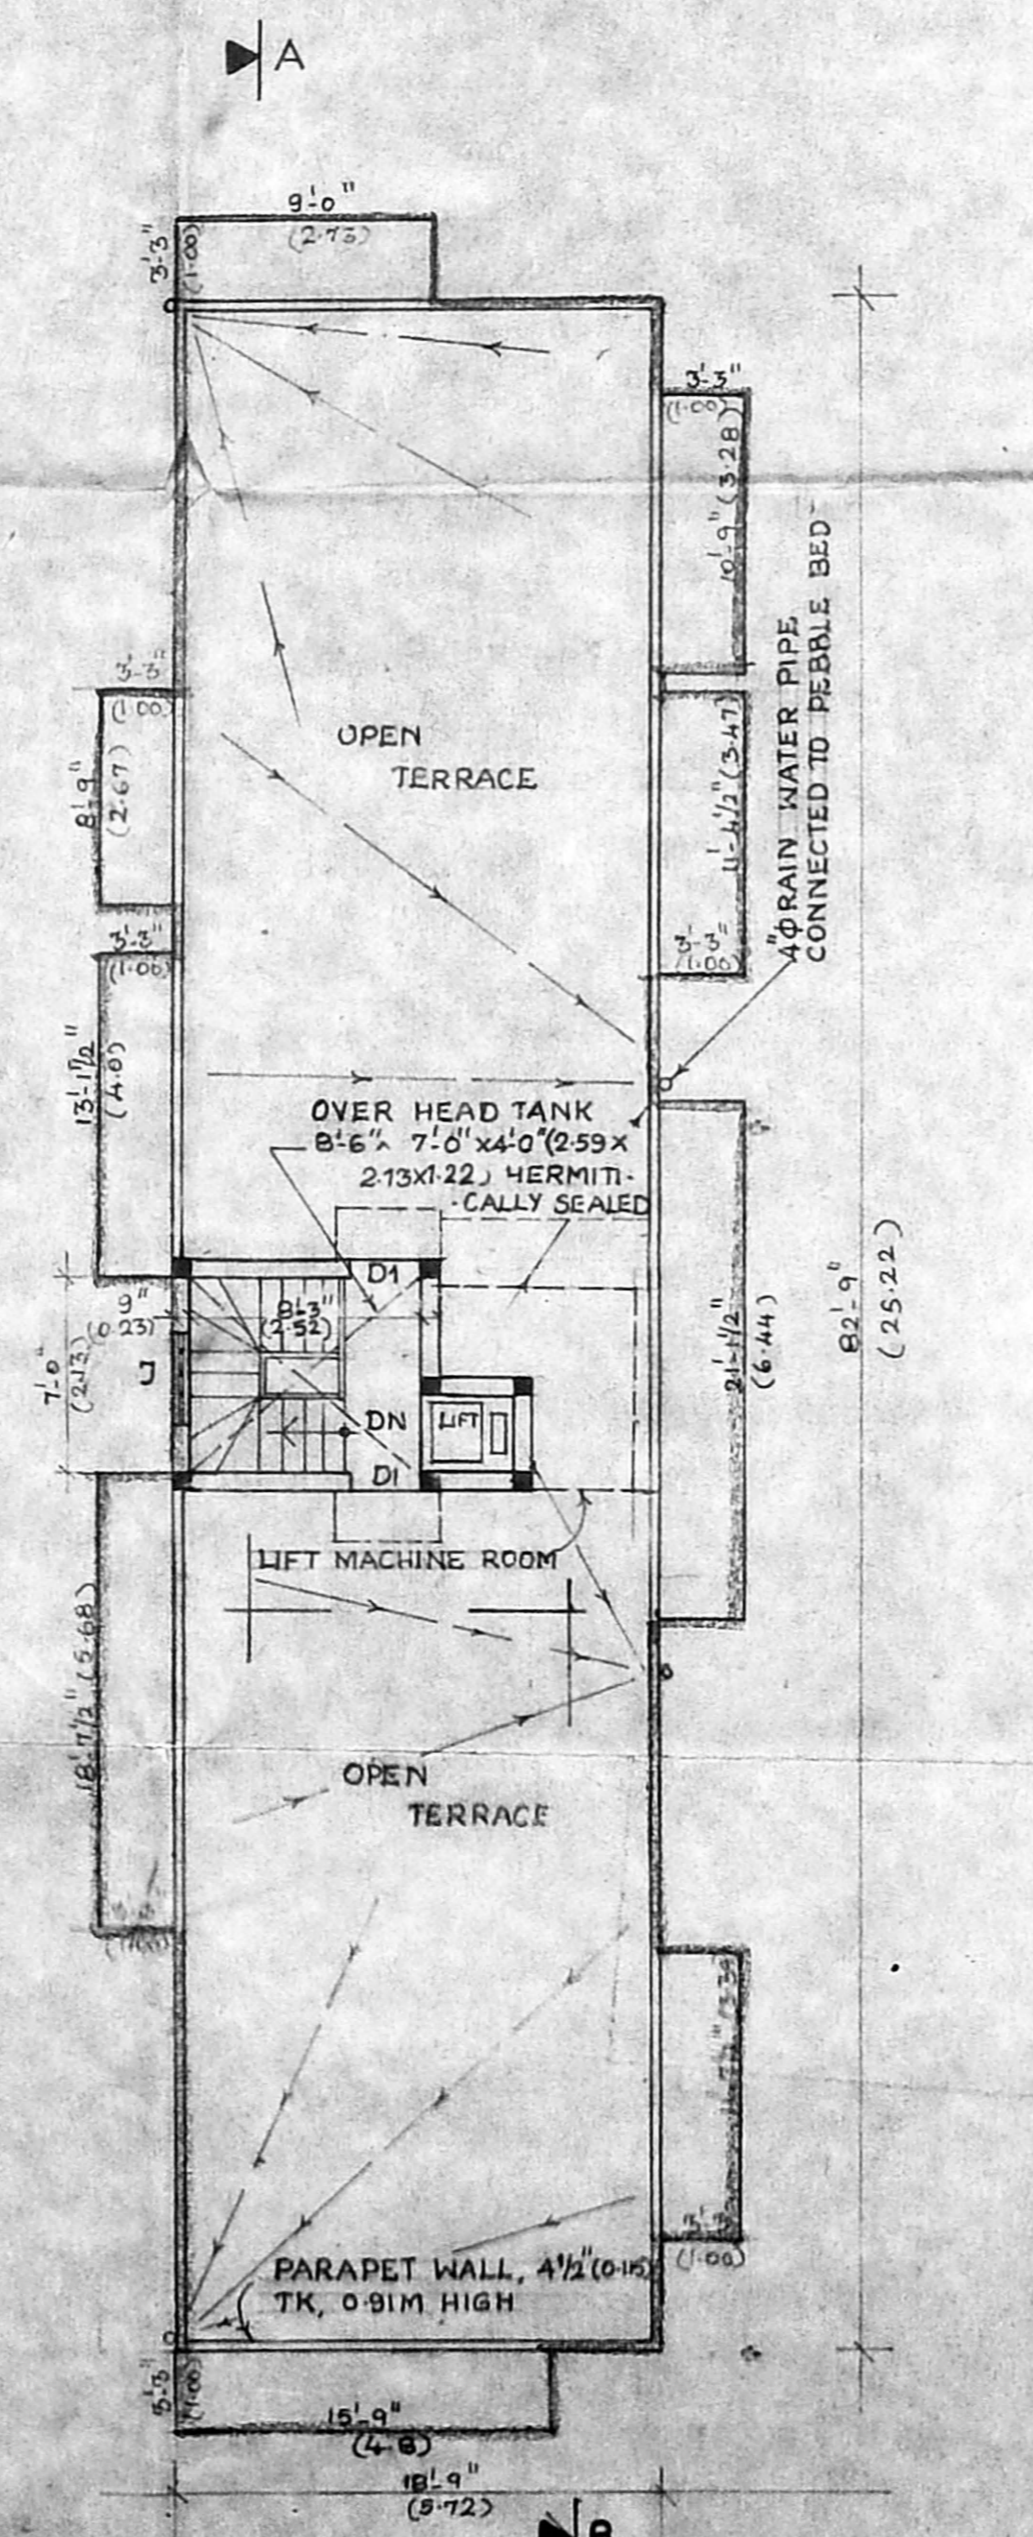 A
9'-0"
(2.73)
3'-3"
(1.00)
3'-3"
(1.00)
10'-9" (3.28)
4"Φ RAIN WATER PIPE
CONNECTED TO PEBBLE BED
3'-3"
(1.00)
8'-9"
(2.67)
OPEN
TERRACE
11'-4½" (3.47)
3'-3"
(1.00)
3'-3"
(1.00)
13'-1½"
(4.0)
OVER HEAD TANK
8'-6"x 7'-0"x4'-0"(2.59x
2.13x1.22) HERMITI-
-CALLY SEALED
D1
9"
(0.23)
8'-3"
(2.52)
7'-0"
(2.13)
J
DN
LIFT
D1
21'-1½"
(6.44)
82'-9"
(25.22)
LIFT MACHINE ROOM
18'-7½" (5.68)
OPEN
TERRACE
(1.00)
3'-3"
(1.00)
PARAPET WALL, 4½"(0.115)
TK, 0.91M HIGH
3'-3"
(1.00)
15'-9"
(4.8)
18'-9"
(5.72)